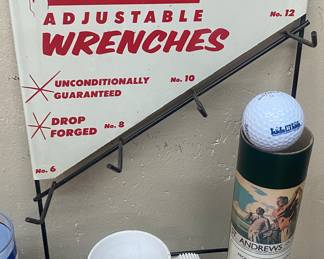 ADJUSTABLE
No. 12
WRENCHES
UNCONDITIONALLY
GUARANTEED
No. 10
DROP
FORGED
No. 8
No. 6
ANDREWS